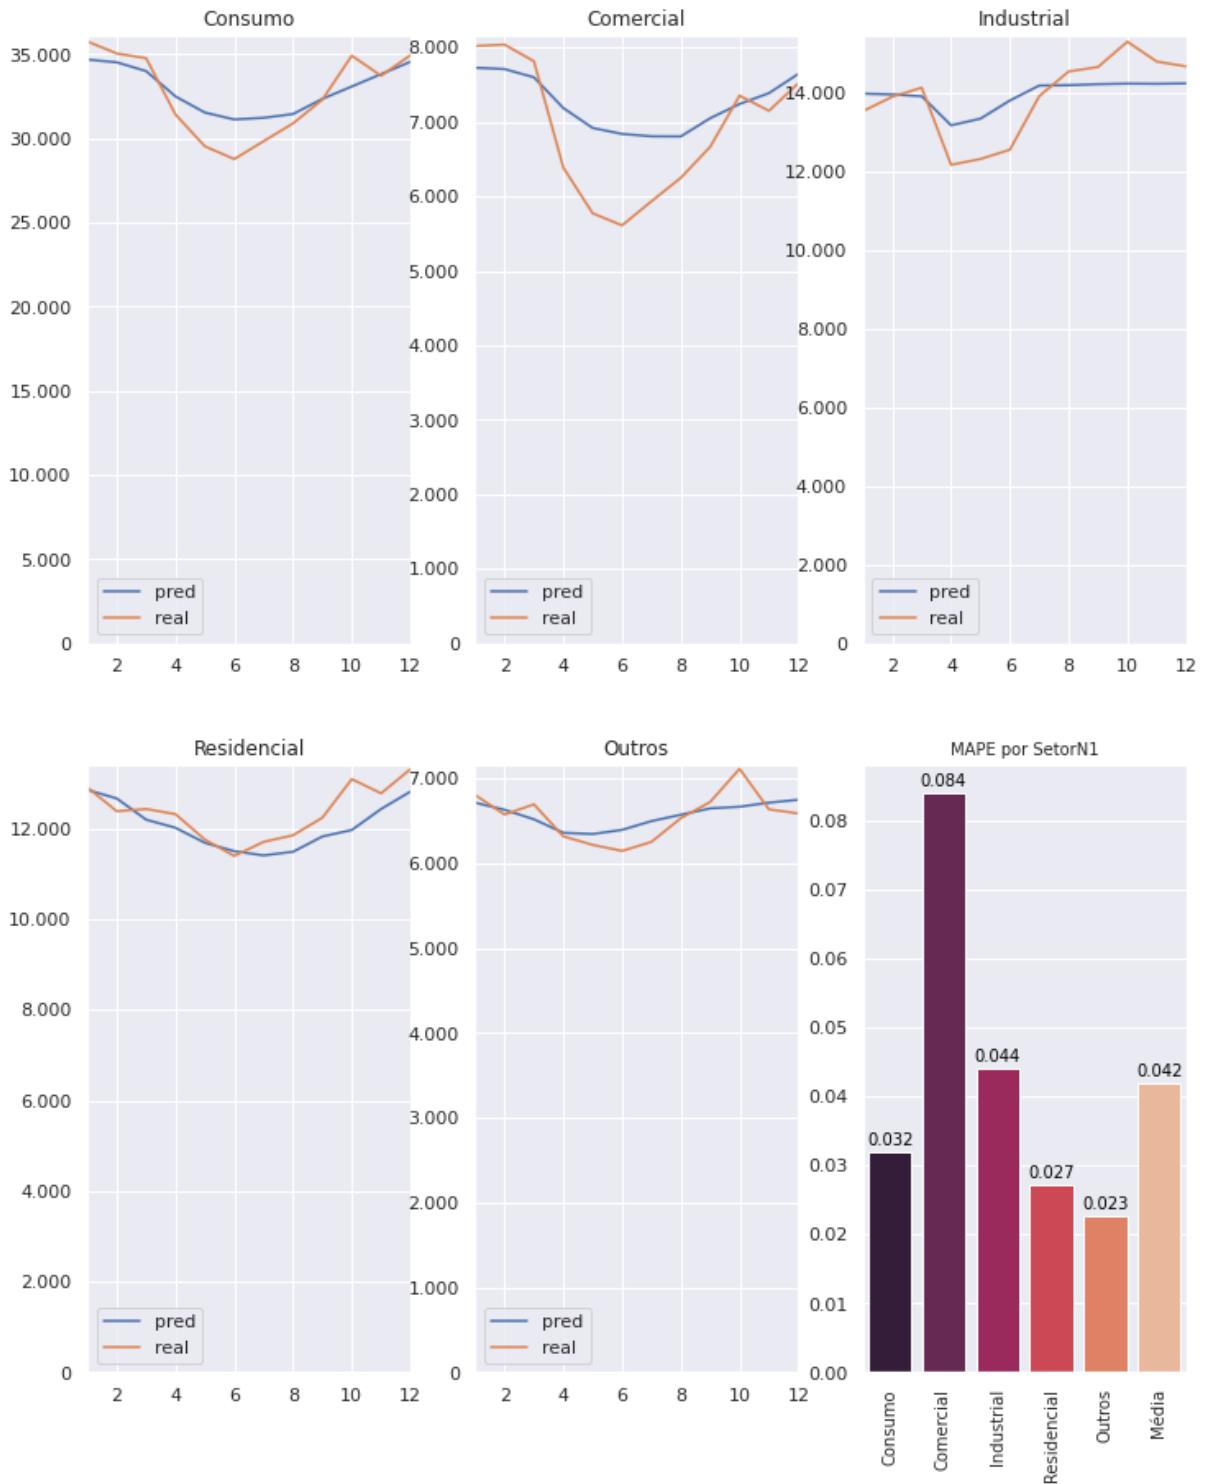 Consumo
35.000
30.000
25.000
20.000
15.000
10.000
5.000
0
pred
real
2 4 6 8 10 12
Comercial
8.000
7.000
6.000
5.000
4.000
3.000
2.000
1.000
0
pred
real
2 4 6 8 10 12
Industrial
14.000
12.000
10.000
8.000
6.000
4.000
2.000
0
pred
real
2 4 6 8 10 12
Residencial
12.000
10.000
8.000
6.000
4.000
2.000
0
pred
real
2 4 6 8 10 12
Outros
7.000
6.000
5.000
4.000
3.000
2.000
1.000
0
pred
real
2 4 6 8 10 12
MAPE por SetorN1
0.08
0.07
0.06
0.05
0.04
0.03
0.02
0.01
0.00
0.032
0.084
0.044
0.027
0.023
0.042
Consumo
Comercial
Industrial
Residencial
Outros
Média